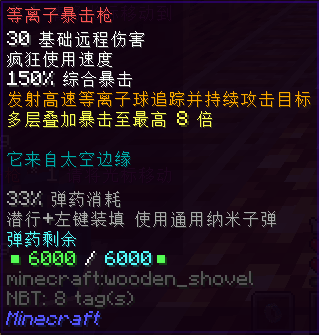 等离子暴击枪
30 基础远程伤害
疯狂使用速度
150% 综合暴击
发射高速等离子球追踪并持续攻击目标
多层叠加暴击至最高 8 倍
它来自太空边缘
33% 弹药消耗
潜行+左键装填 使用通用纳米子弹
弹药剩余
▪ 6000 / 6000 ▪
minecraft:wooden_shovel
NBT: 8 tag(s)
Minecraft